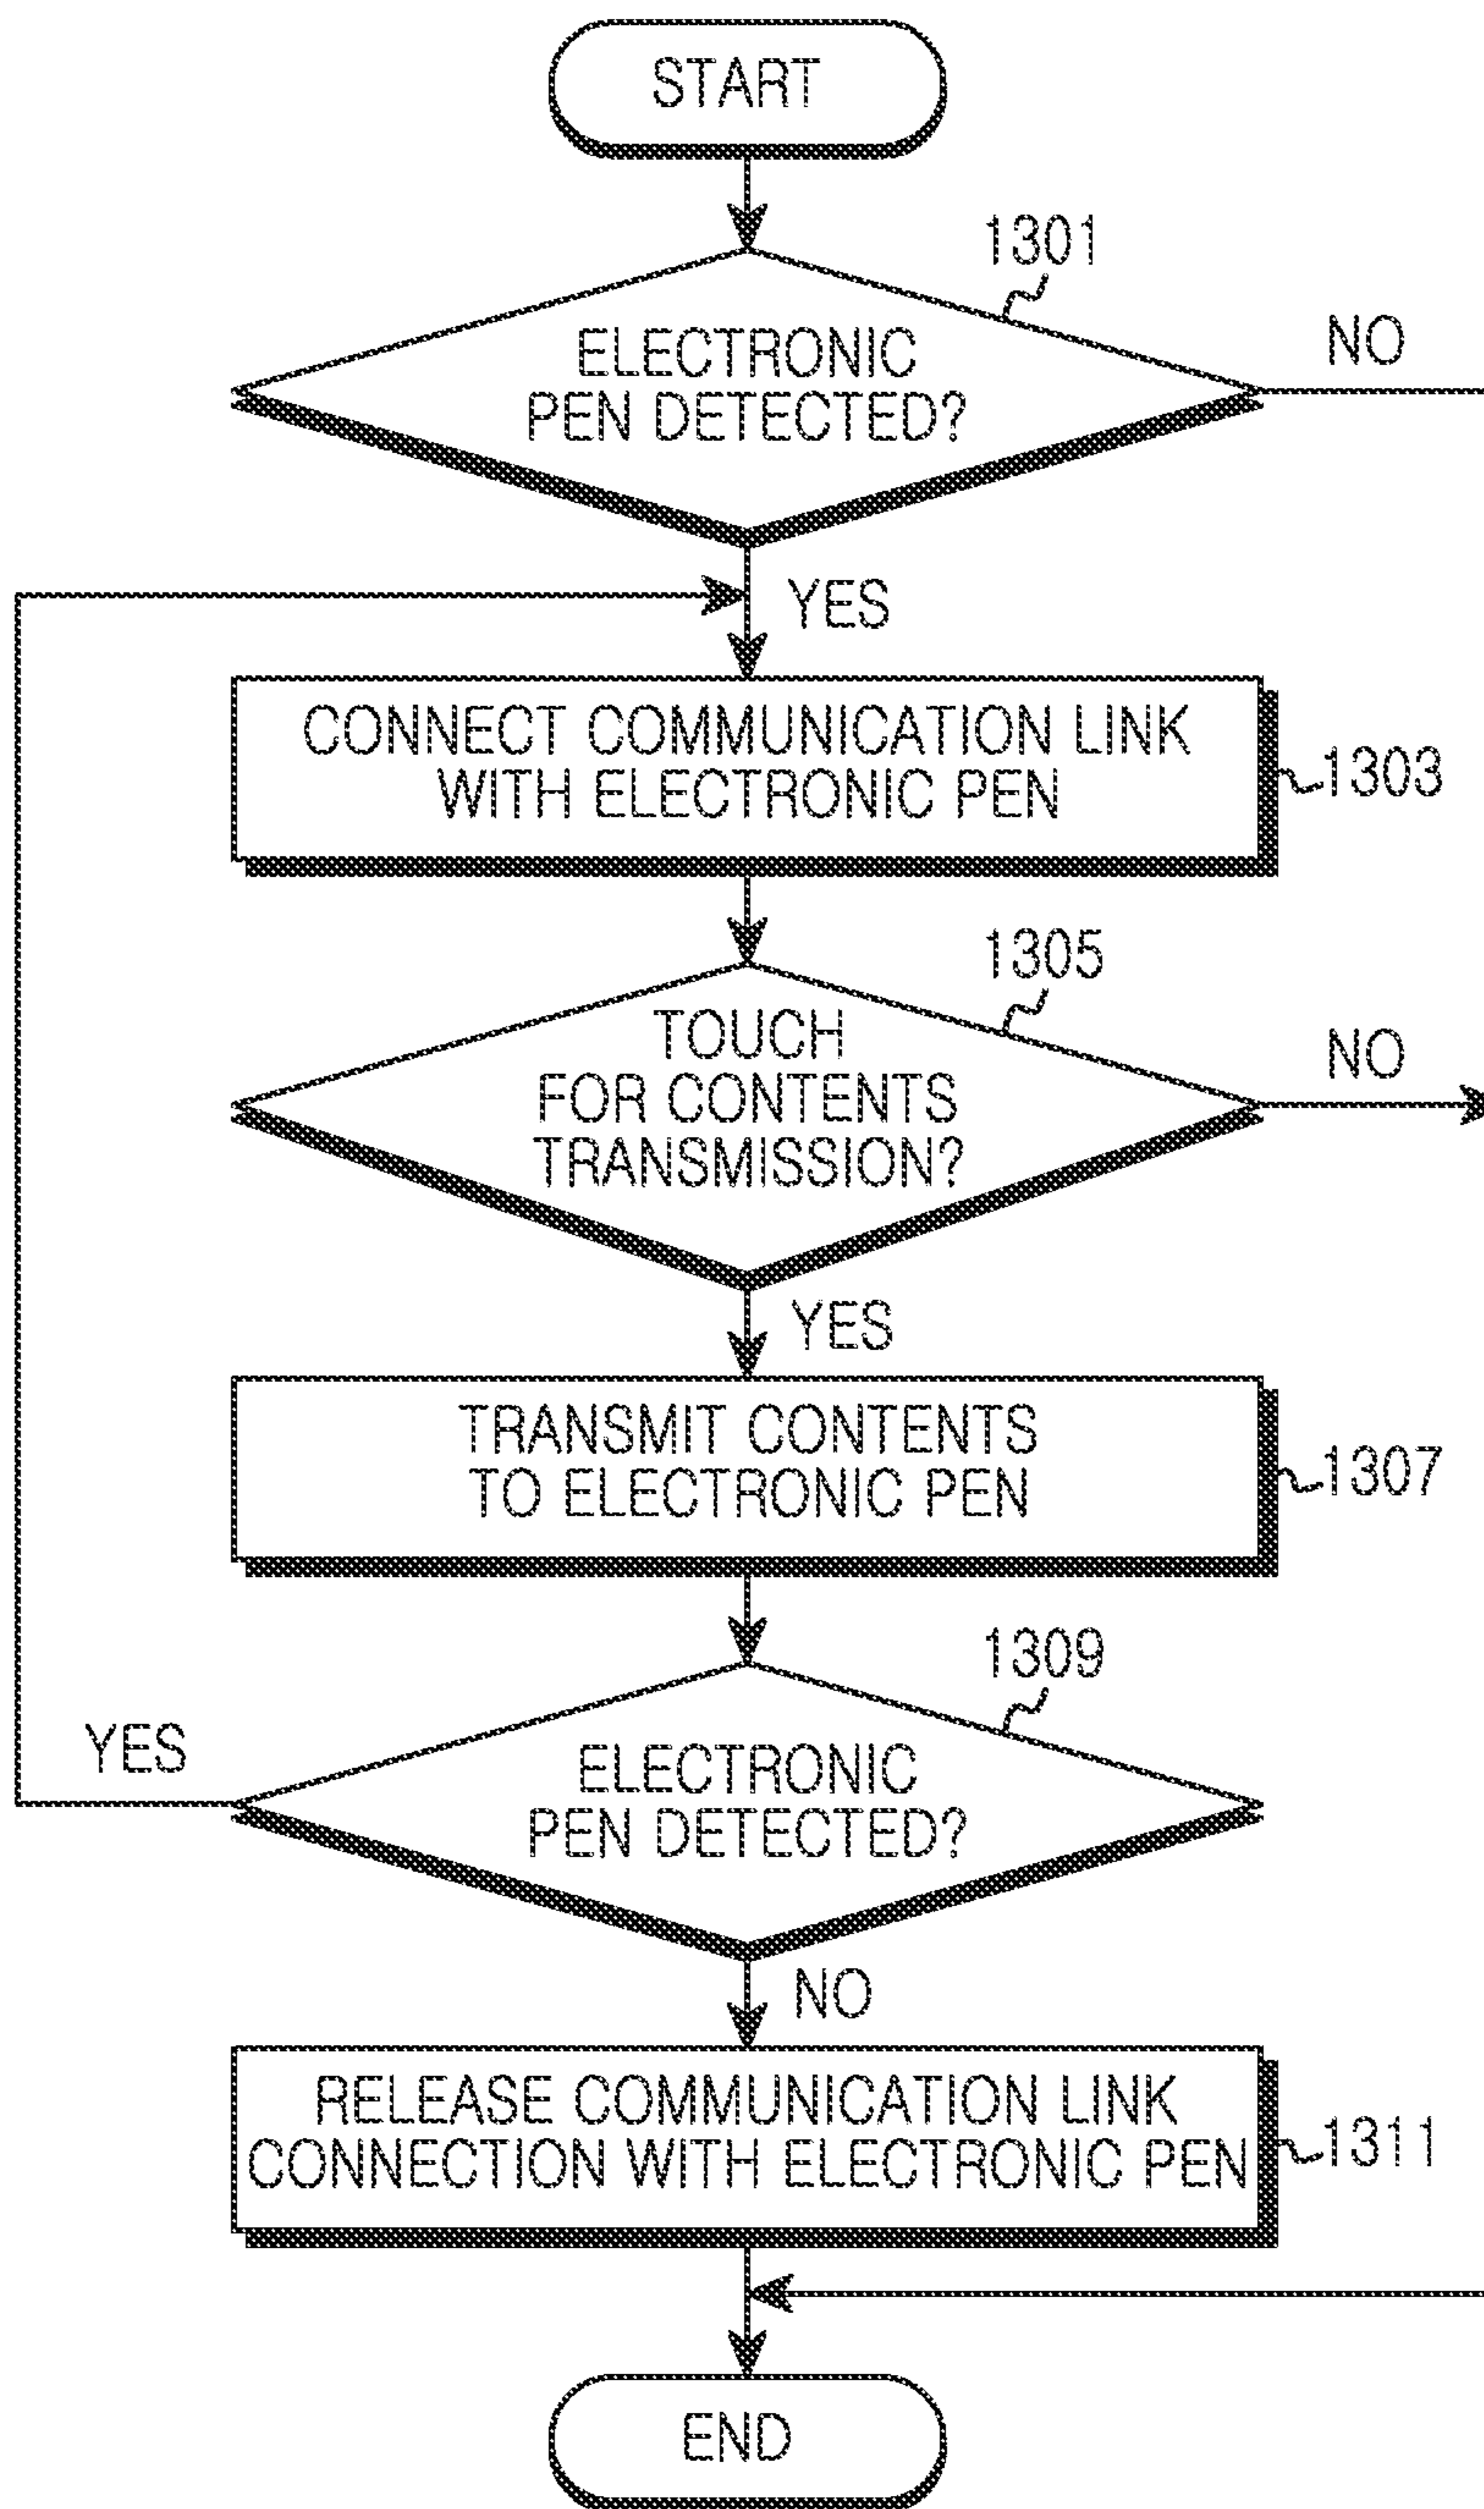 START
1301
ELECTRONIC
PEN DETECTED?
NO
YES
CONNECT COMMUNICATION LINK
WITH ELECTRONIC PEN
1303
1305
TOUCH
FOR CONTENTS
TRANSMISSION?
NO
YES
TRANSMIT CONTENTS
TO ELECTRONIC PEN
1307
1309
YES
ELECTRONIC
PEN DETECTED?
NO
RELEASE COMMUNICATION LINK
CONNECTION WITH ELECTRONIC PEN
1311
END